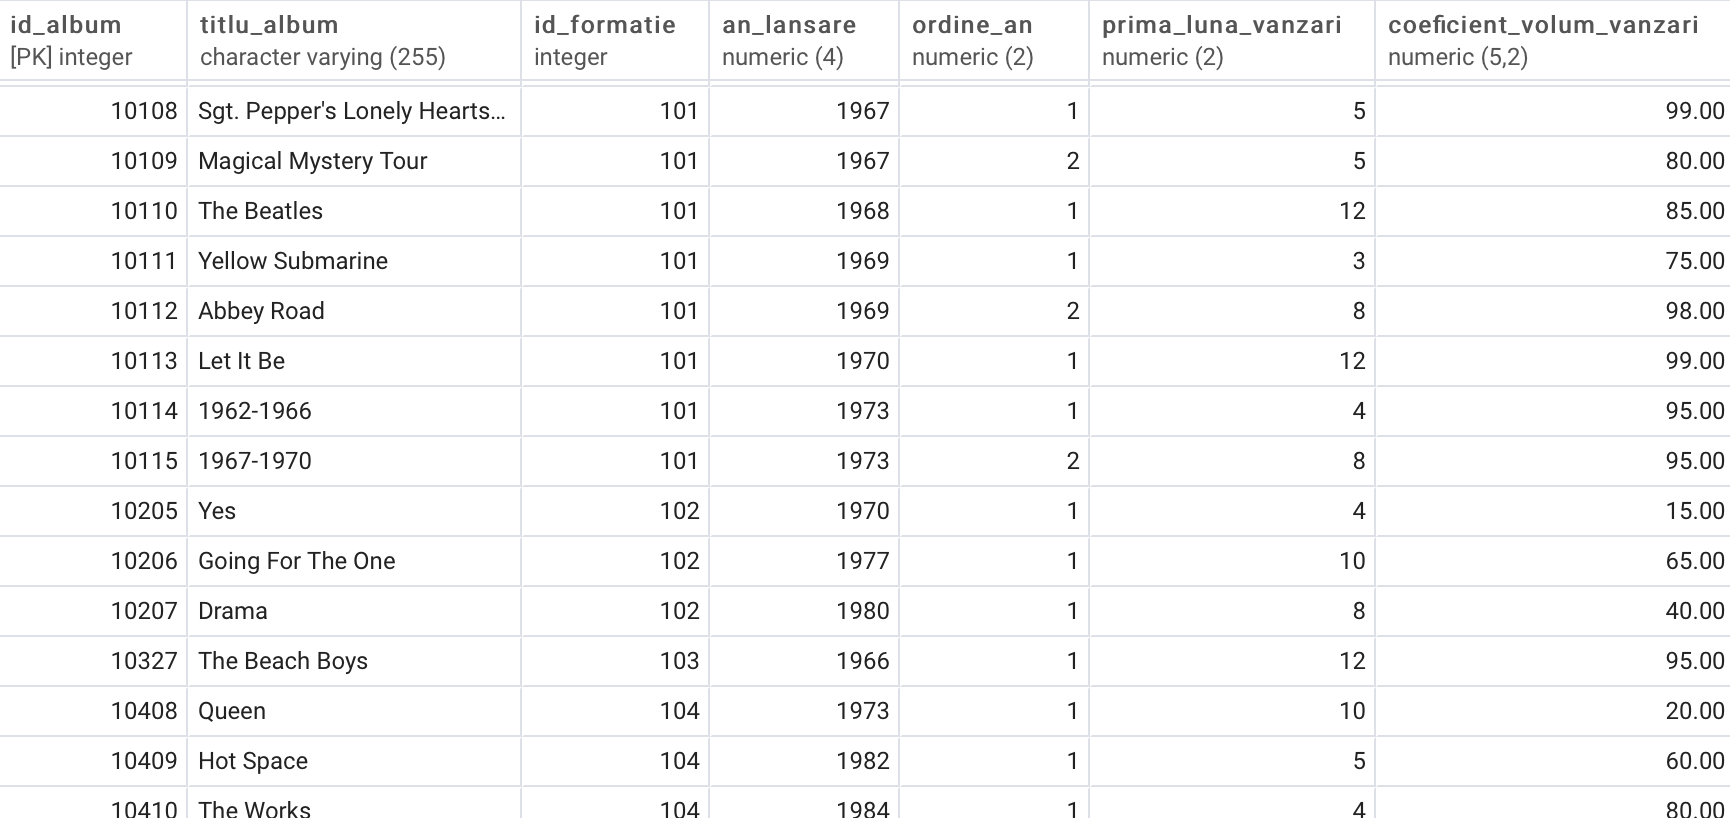 id_album titlu_album id_formatie an_lansare ordine_an prima_luna_vanzari coeficient_volum_vanzari
[PK] integer character varying (255) integer numeric (4) numeric (2) numeric (2) numeric (5,2)
10108 Sgt. Pepper's Lonely Hearts... 101 1967 1 5 99.00
10109 Magical Mystery Tour 101 1967 2 5 80.00
10110 The Beatles 101 1968 1 12 85.00
10111 Yellow Submarine 101 1969 1 3 75.00
10112 Abbey Road 101 1969 2 8 98.00
10113 Let It Be 101 1970 1 12 99.00
10114 1962-1966 101 1973 1 4 95.00
10115 1967-1970 101 1973 2 8 95.00
10205 Yes 102 1970 1 4 15.00
10206 Going For The One 102 1977 1 10 65.00
10207 Drama 102 1980 1 8 40.00
10327 The Beach Boys 103 1966 1 12 95.00
10408 Queen 104 1973 1 10 20.00
10409 Hot Space 104 1982 1 5 60.00
10410 The Works 104 1984 1 4 80.00